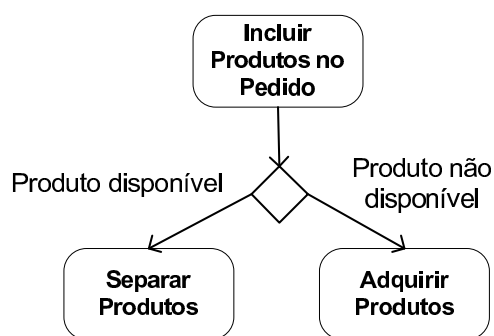 Incluir
Produtos no
Pedido
Produto disponível
Produto não
disponível
Separar
Produtos
Adquirir
Produtos